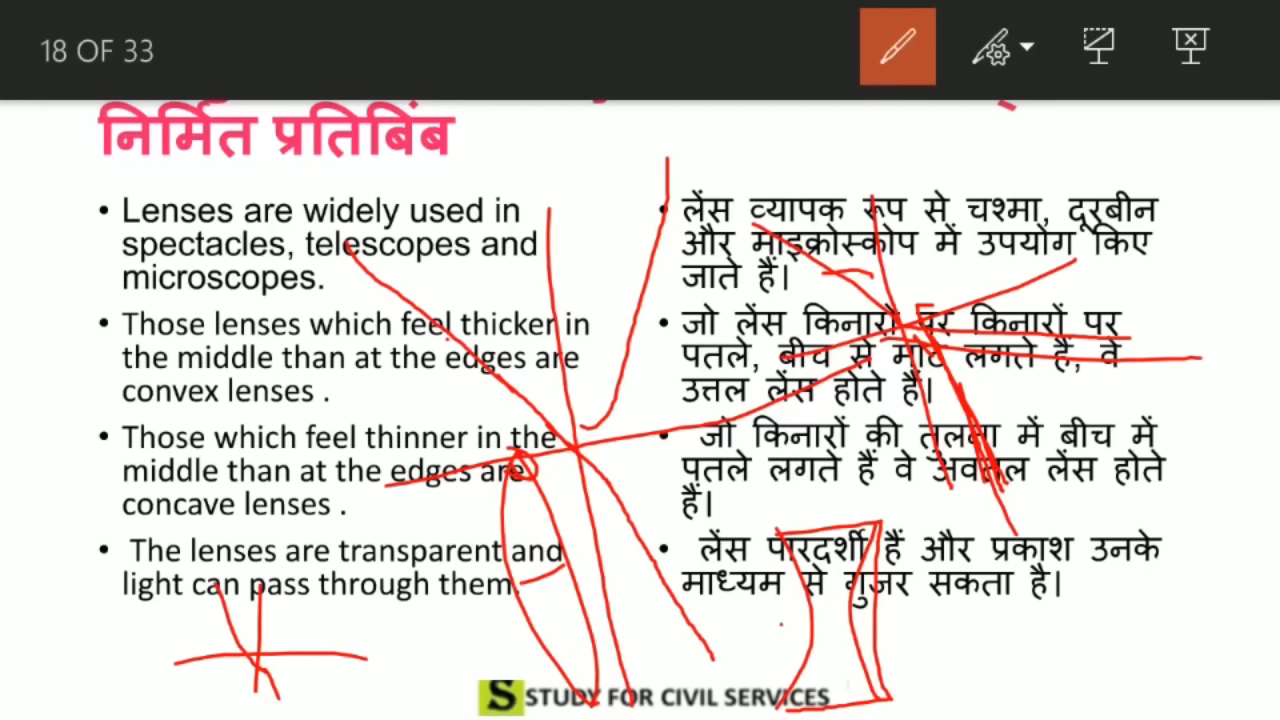 18 OF 33
निर्मित प्रतिबिंब
• Lenses are widely used in
spectacles, telescopes and
microscopes.
• Those lenses which feel thicker in
the middle than at the edges are
convex lenses .
• Those which feel thinner in the
middle than at the edges are
concave lenses .
• The lenses are transparent and
light can pass through them.
• लेंस व्यापक रूप से चश्मा, दूरबीन
और माइक्रोस्कोप में उपयोग किए
जाते हैं।
• जो लेंस किनारों पर किनारों पर
पतले, बीच से मोटे लगते हैं, वे
उत्तल लेंस होते हैं।
• जो किनारों की तुलना में बीच में
पतले लगते हैं वे अवतल लेंस होते
हैं।
• लेंस पारदर्शी हैं और प्रकाश उनके
माध्यम से गुजर सकता है।
S STUDY FOR CIVIL SERVICES